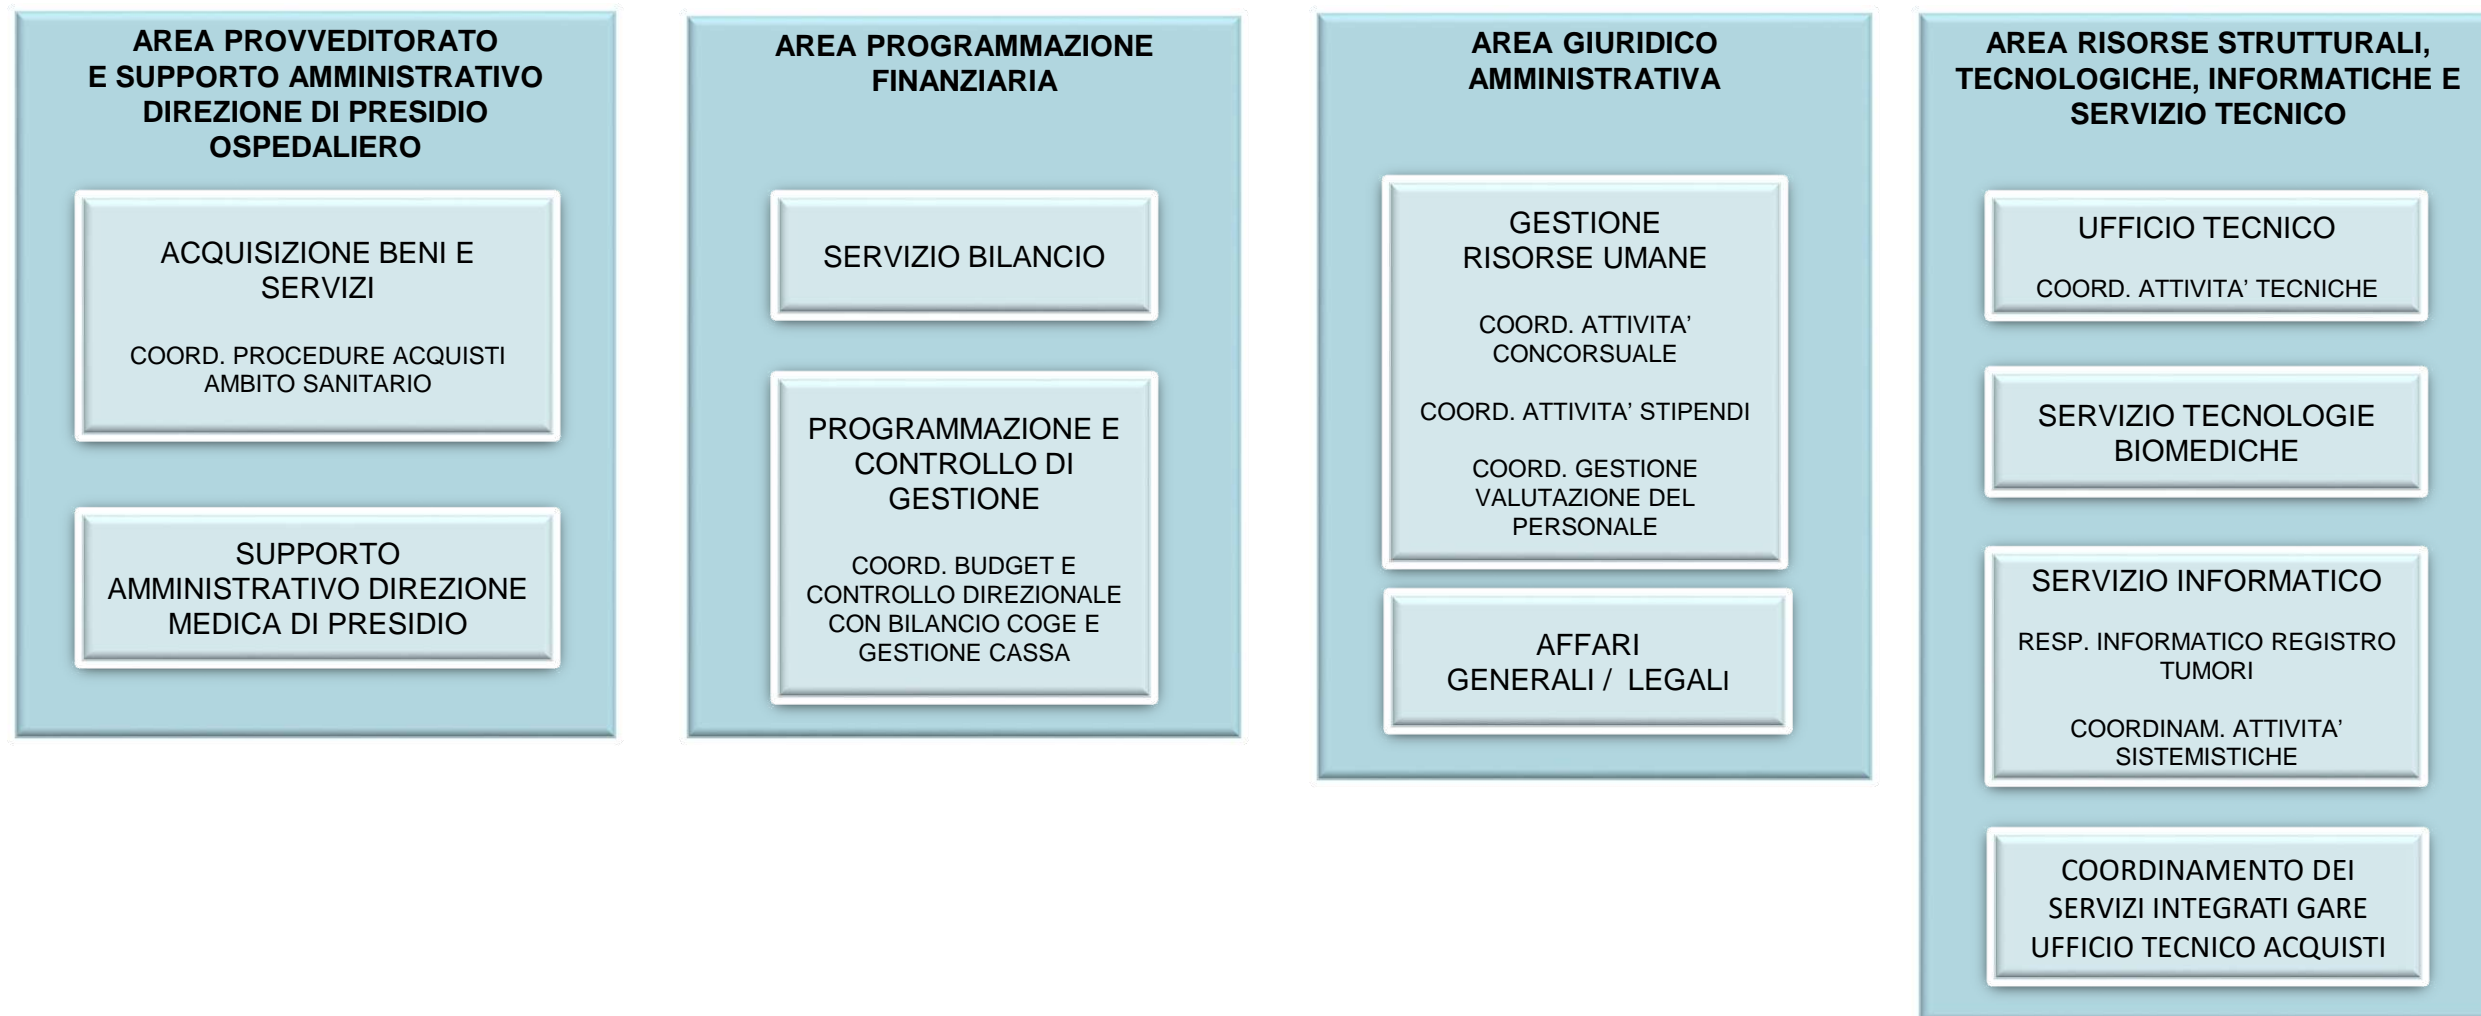 AREA PROVVEDITORATO
E SUPPORTO AMMINISTRATIVO
DIREZIONE DI PRESIDIO
OSPEDALIERO
ACQUISIZIONE BENI E
SERVIZI
COORD. PROCEDURE ACQUISTI
AMBITO SANITARIO
SUPPORTO
AMMINISTRATIVO DIREZIONE
MEDICA DI PRESIDIO
AREA PROGRAMMAZIONE
FINANZIARIA
SERVIZIO BILANCIO
PROGRAMMAZIONE E
CONTROLLO DI
GESTIONE
COORD. BUDGET E
CONTROLLO DIREZIONALE
CON BILANCIO COGE E
GESTIONE CASSA
AREA GIURIDICO
AMMINISTRATIVA
GESTIONE
RISORSE UMANE
COORD. ATTIVITA’
CONCORSUALE
COORD. ATTIVITA’ STIPENDI
COORD. GESTIONE
VALUTAZIONE DEL
PERSONALE
AFFARI
GENERALI / LEGALI
AREA RISORSE STRUTTURALI,
TECNOLOGICHE, INFORMATICHE E
SERVIZIO TECNICO
UFFICIO TECNICO
COORD. ATTIVITA’ TECNICHE
SERVIZIO TECNOLOGIE
BIOMEDICHE
SERVIZIO INFORMATICO
RESP. INFORMATICO REGISTRO
TUMORI
COORDINAM. ATTIVITA’
SISTEMISTICHE
COORDINAMENTO DEI
SERVIZI INTEGRATI GARE
UFFICIO TECNICO ACQUISTI